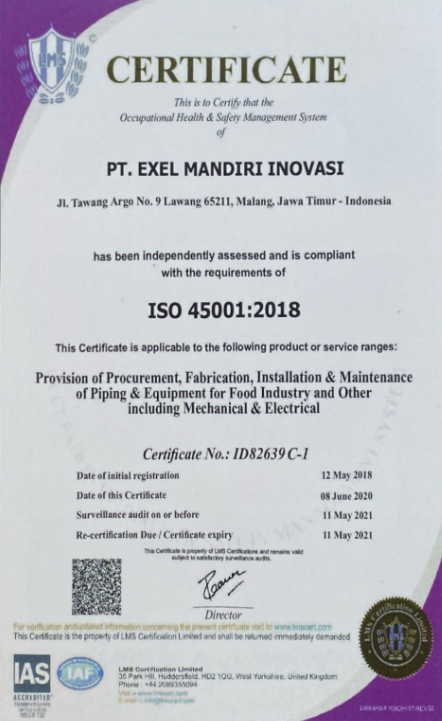 LMS
CERTIFICATE
This is to Certify that the
Occupational Health & Safety Management System
of
PT. EXEL MANDIRI INOVASI
Jl. Tawang Argo No. 9 Lawang 65211, Malang, Jawa Timur - Indonesia
has been independently assessed and is compliant
with the requirements of
ISO 45001:2018
This Certificate is applicable to the following product or service ranges:
Provision of Procurement, Fabrication, Installation & Maintenance
of Piping & Equipment for Food Industry and Other
including Mechanical & Electrical
Certificate No.: ID82639 C-1
Date of initial registration 12 May 2018
Date of this Certificate 08 June 2020
Surveillance audit on or before 11 May 2021
Re-certification Due / Certificate expiry 11 May 2021
This Certificate is property of LMS Certifications and remains valid
subject to satisfactory surveillance audits.
Director
For verification and updated information concerning the present certificate visit to www.lmscert.com
This Certificate is the property of LMS Certification Limited and shall be returned immediately demanded
LMS Certification Limited
IAS
ACCREDITED
IAF
LMS Certification Limited
35 Park Hill, Huddersfield, HD2 1QG, West Yorkshire, United Kingdom
Phone : +44 2089355094
Visit > www.lmscert.com
E-mail > info@lmscert.com